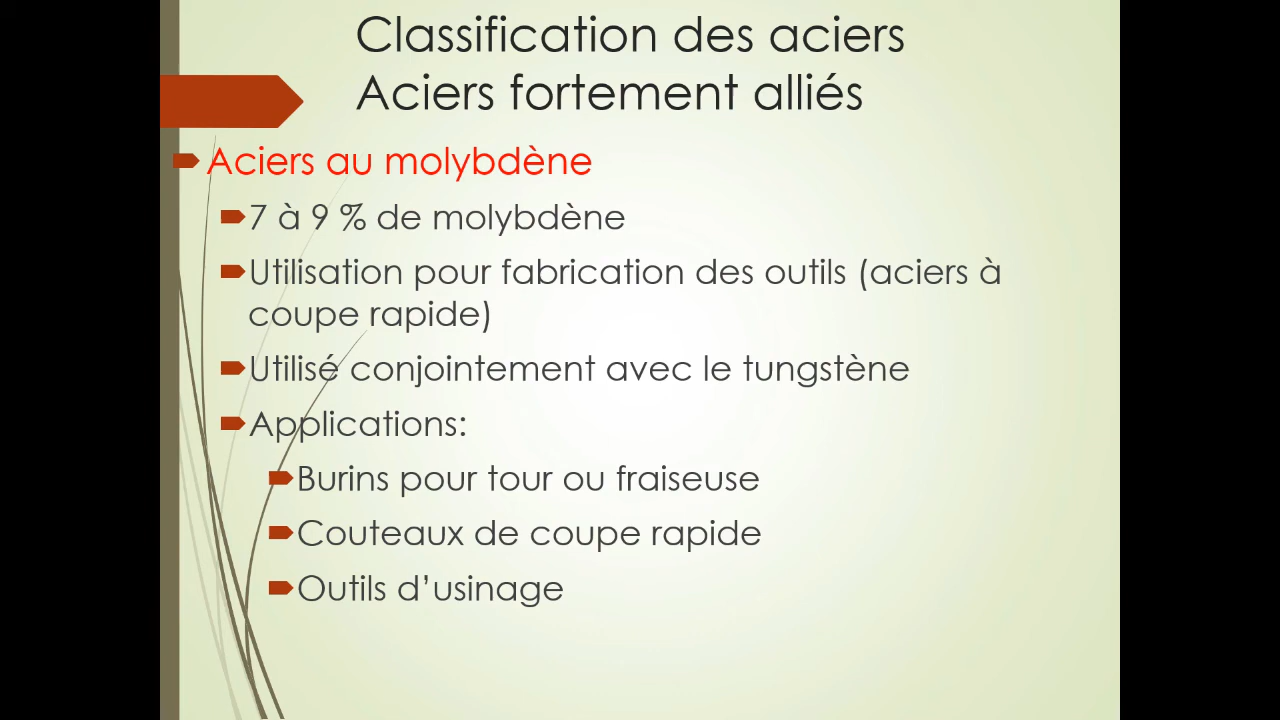 Classification des aciers
Aciers fortement alliés
Aciers au molybdène
7 à 9 % de molybdène
Utilisation pour fabrication des outils (aciers à
coupe rapide)
Utilisé conjointement avec le tungstène
Applications:
Burins pour tour ou fraiseuse
Couteaux de coupe rapide
Outils d’usinage